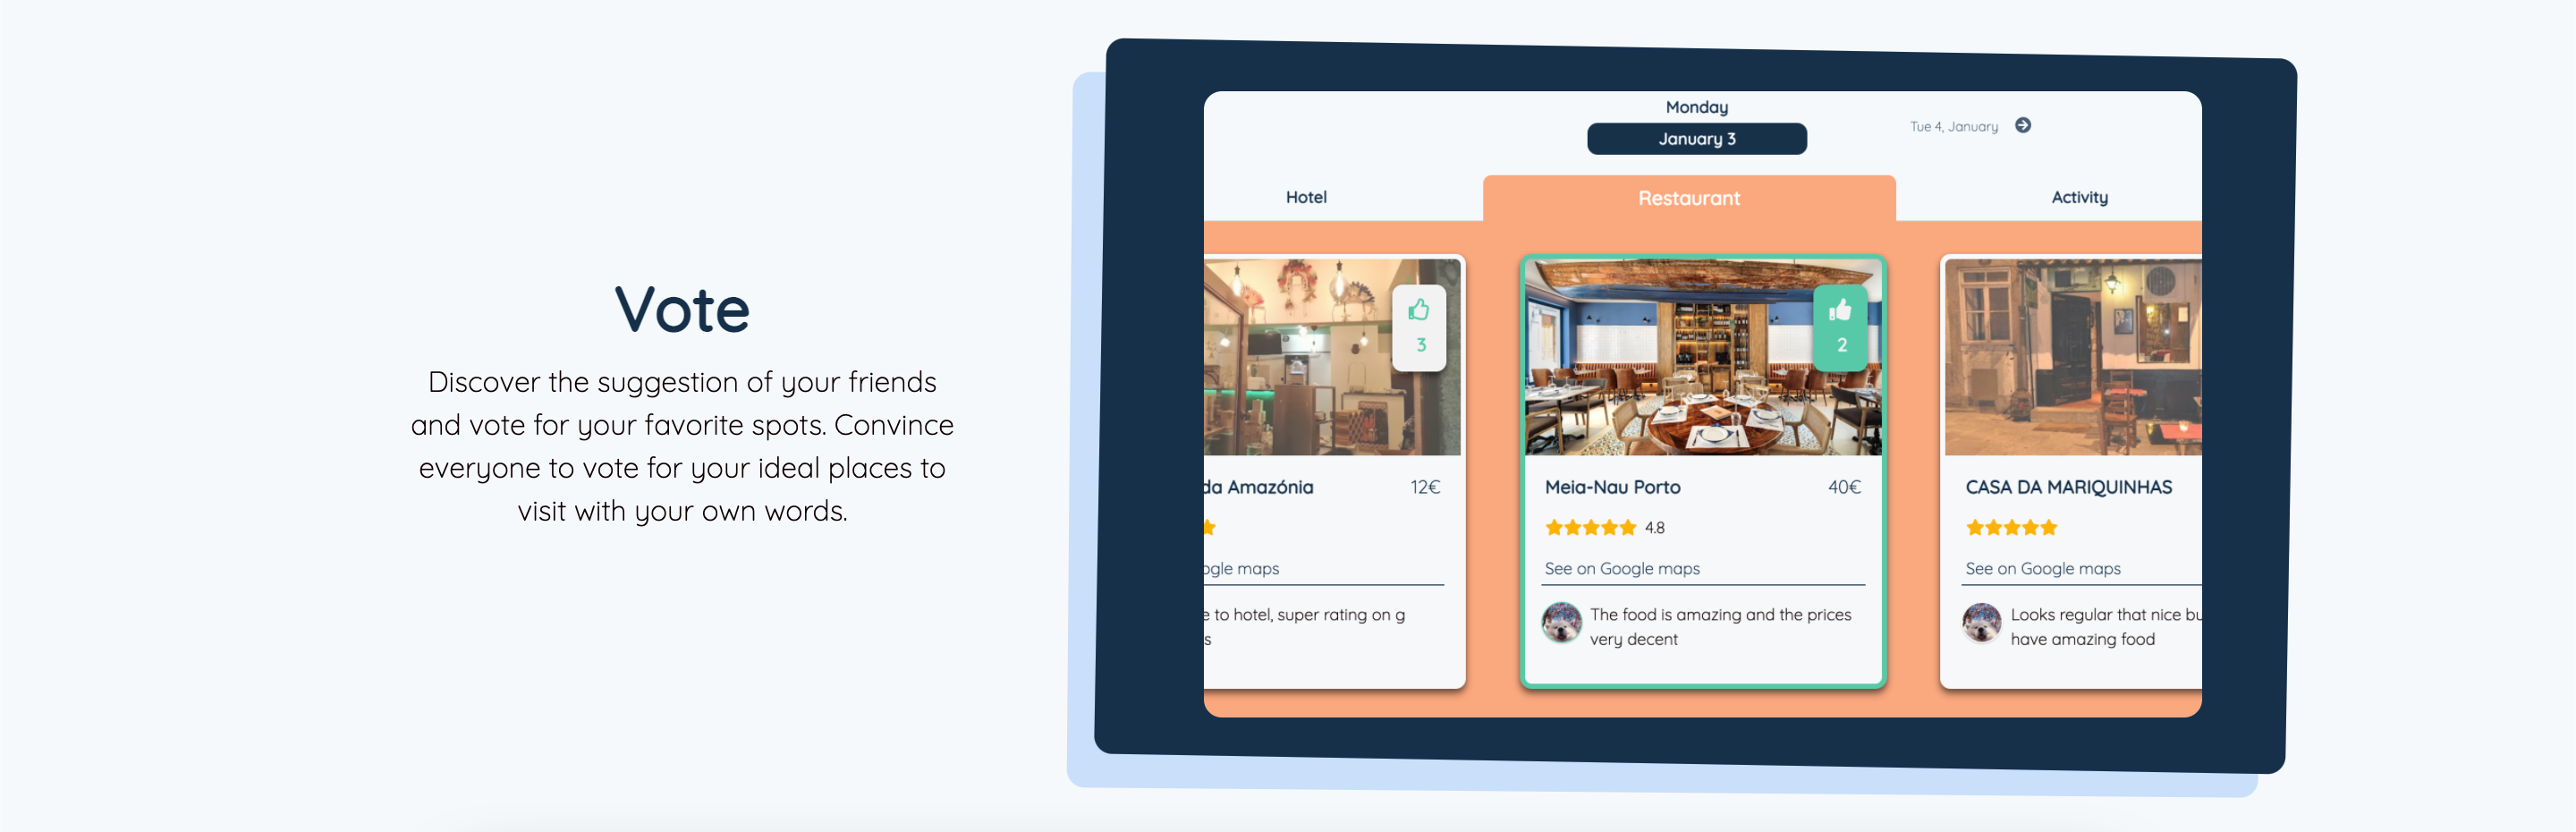 Vote
Discover the suggestion of your friends
and vote for your favorite spots. Convince
everyone to vote for your ideal places to
visit with your own words.
Monday
January 3
Tue 4, January
Hotel
Restaurant
Activity
3
da Amazónia
12€
ogle maps
e to hotel, super rating on g
s
2
Meia-Nau Porto
40€
4.8
See on Google maps
The food is amazing and the prices
very decent
CASA DA MARIQUINHAS
See on Google maps
Looks regular that nice bu
have amazing food